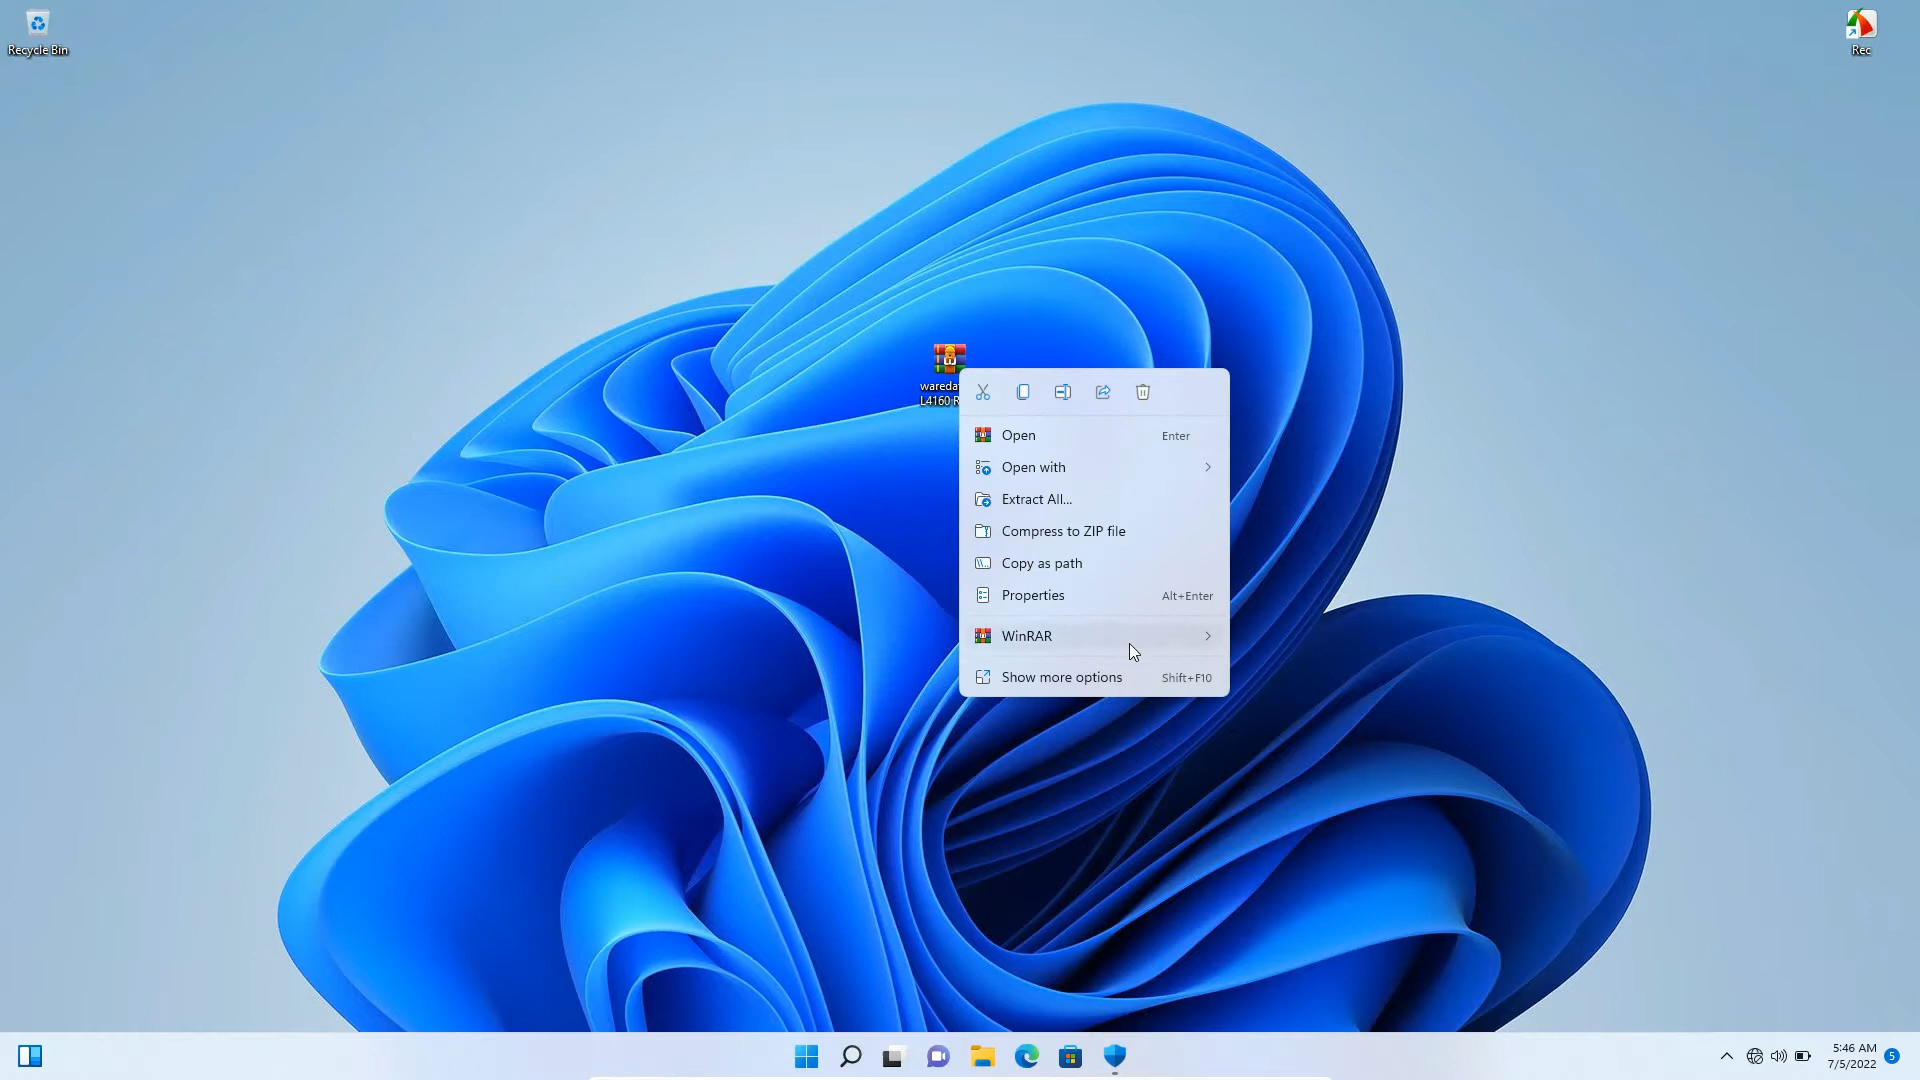 Recycle Bin
Rec
L4160
Open Enter
Open with
Extract All...
Compress to ZIP file
Copy as path
Properties Alt+Enter
WinRAR
Show more options Shift+F10
5:46 AM
7/5/2022
5